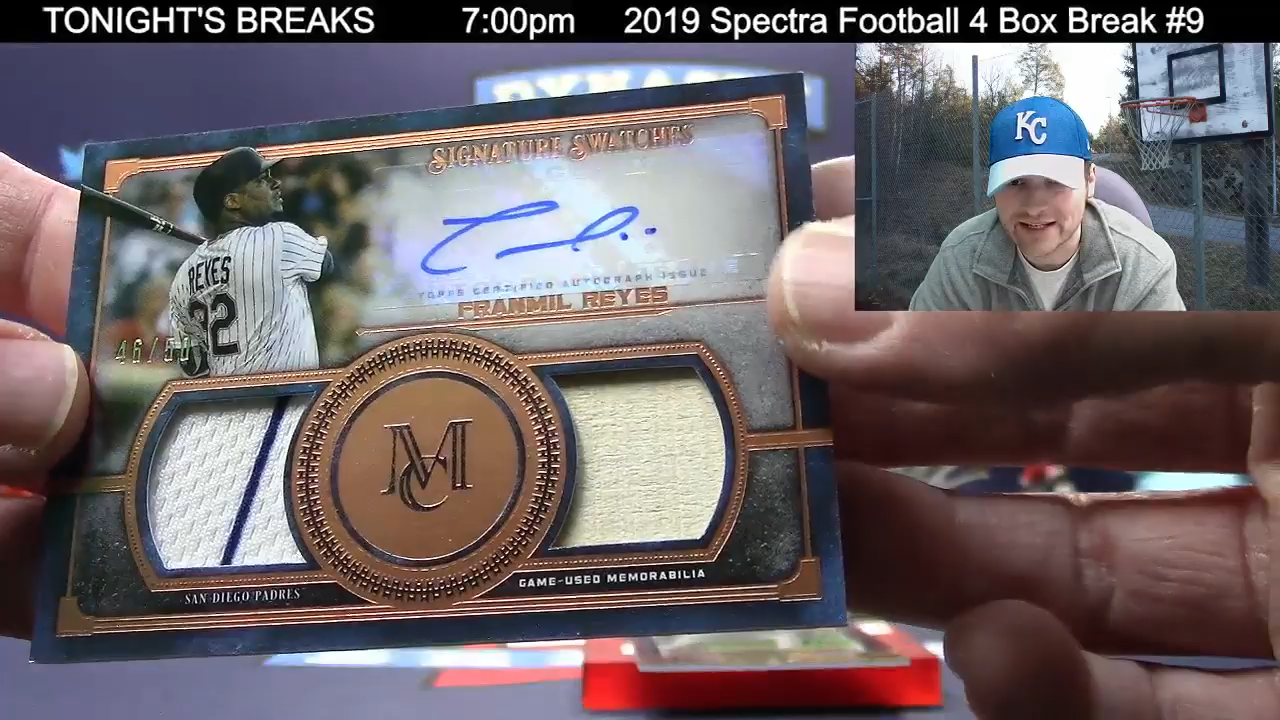 TONIGHT'S BREAKS 7:00pm 2019 Spectra Football 4 Box Break #9
SIGNATURE SWATCHES
KC
REYES
32
TOPPS CERTIFIED AUTOGRAPH ISSUE
FRANMIL REYES
46/50
MC
GAME-USED MEMORABILIA
SAN DIEGO PADRES